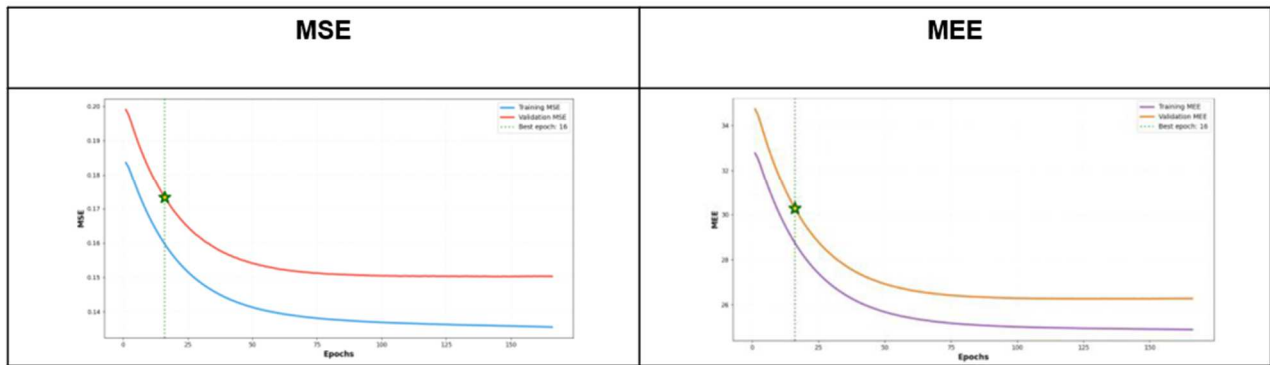 MSE
MEE
0.20
0.19
0.18
0.17
0.16
0.15
0.14
MSE
Training MSE
Validation MSE
Best epoch: 16
0
25
50
75
100
125
150
Epochs
34
32
30
28
26
MEE
Training MEE
Validation MEE
Best epoch: 16
0
25
50
75
100
125
150
Epochs